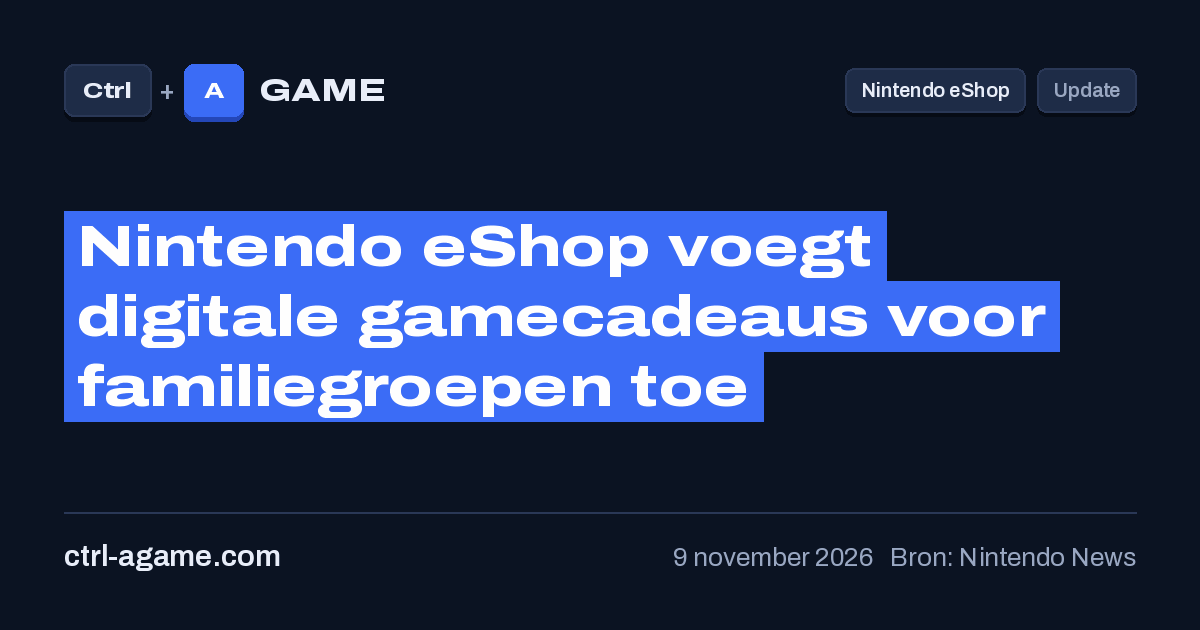 Ctrl + A GAME
Nintendo eShop Update
Nintendo eShop voegt
digitale gamecadeaus voor
familiegroepen toe
ctrl-agame.com
9 november 2026 Bron: Nintendo News